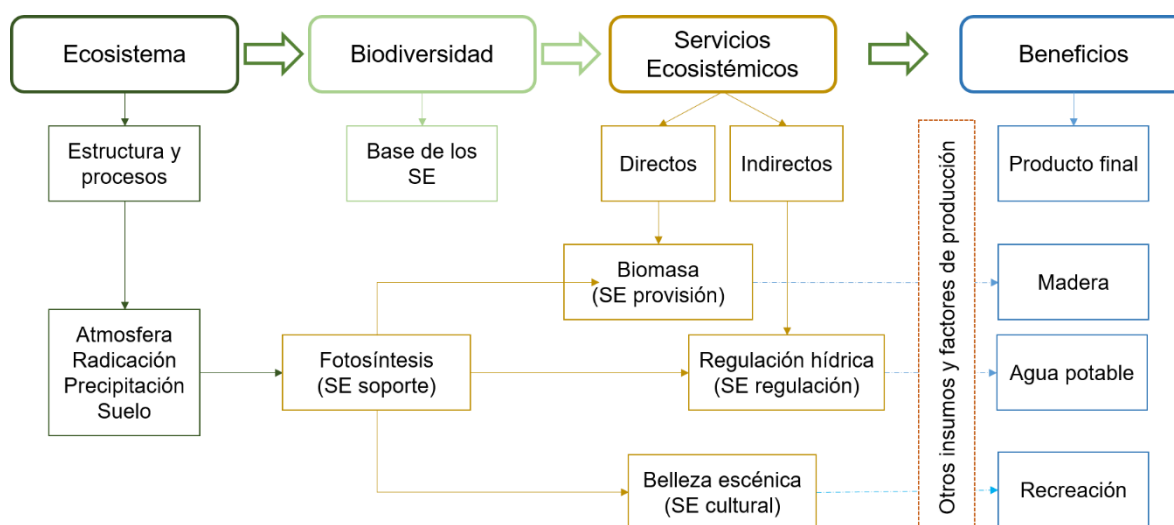 Ecosistema
Biodiversidad
Servicios
Ecosistémicos
Beneficios
Estructura y
procesos
Base de los
SE
Directos
Indirectos
Producto final
Otros insumos y factores de producción
Biomasa
(SE provisión)
Madera
Atmosfera
Radicación
Precipitación
Suelo
Fotosíntesis
(SE soporte)
Regulación hídrica
(SE regulación)
Agua potable
Belleza escénica
(SE cultural)
Recreación